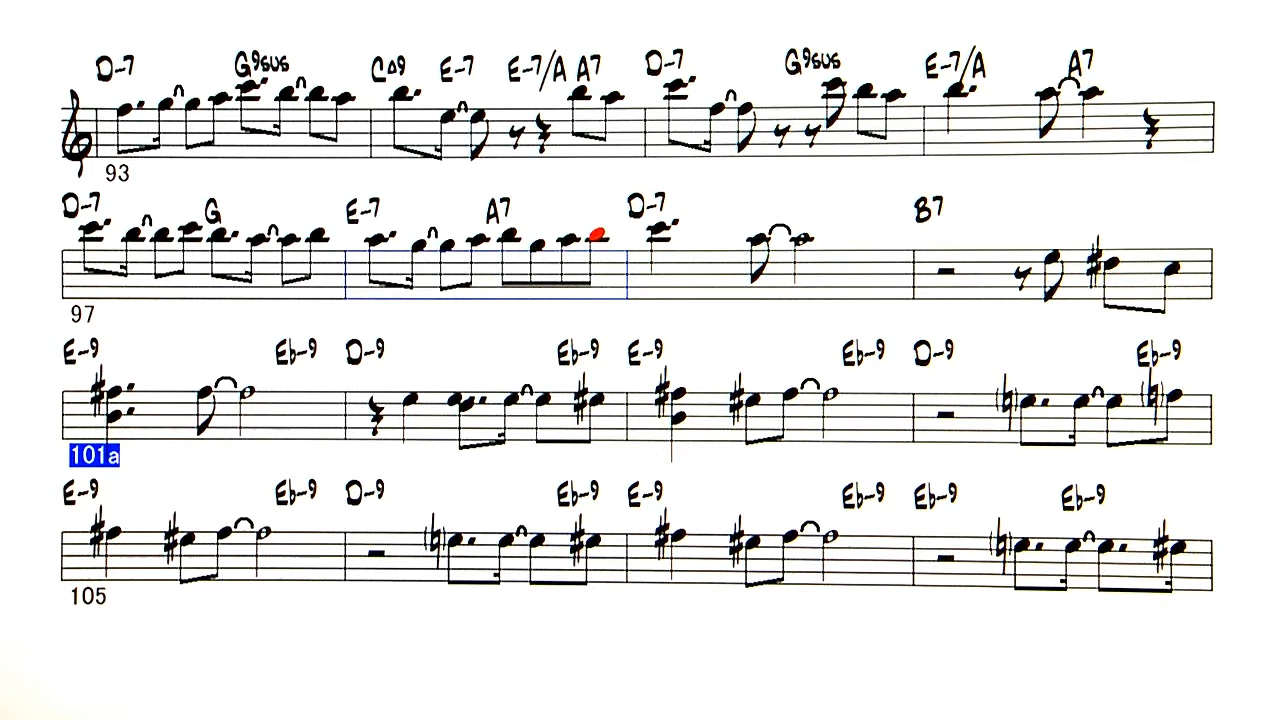 D-7 G9sus C△9 E-7 E-7/A A7 D-7 G9sus E-7/A A7
93
D-7 G E-7 A7 D-7 B7
97
E-9 Eb-9 D-9 Eb-9 E-9 Eb-9 D-9 Eb-9
101a
E-9 Eb-9 D-9 Eb-9 E-9 Eb-9 Eb-9 Eb-9
105